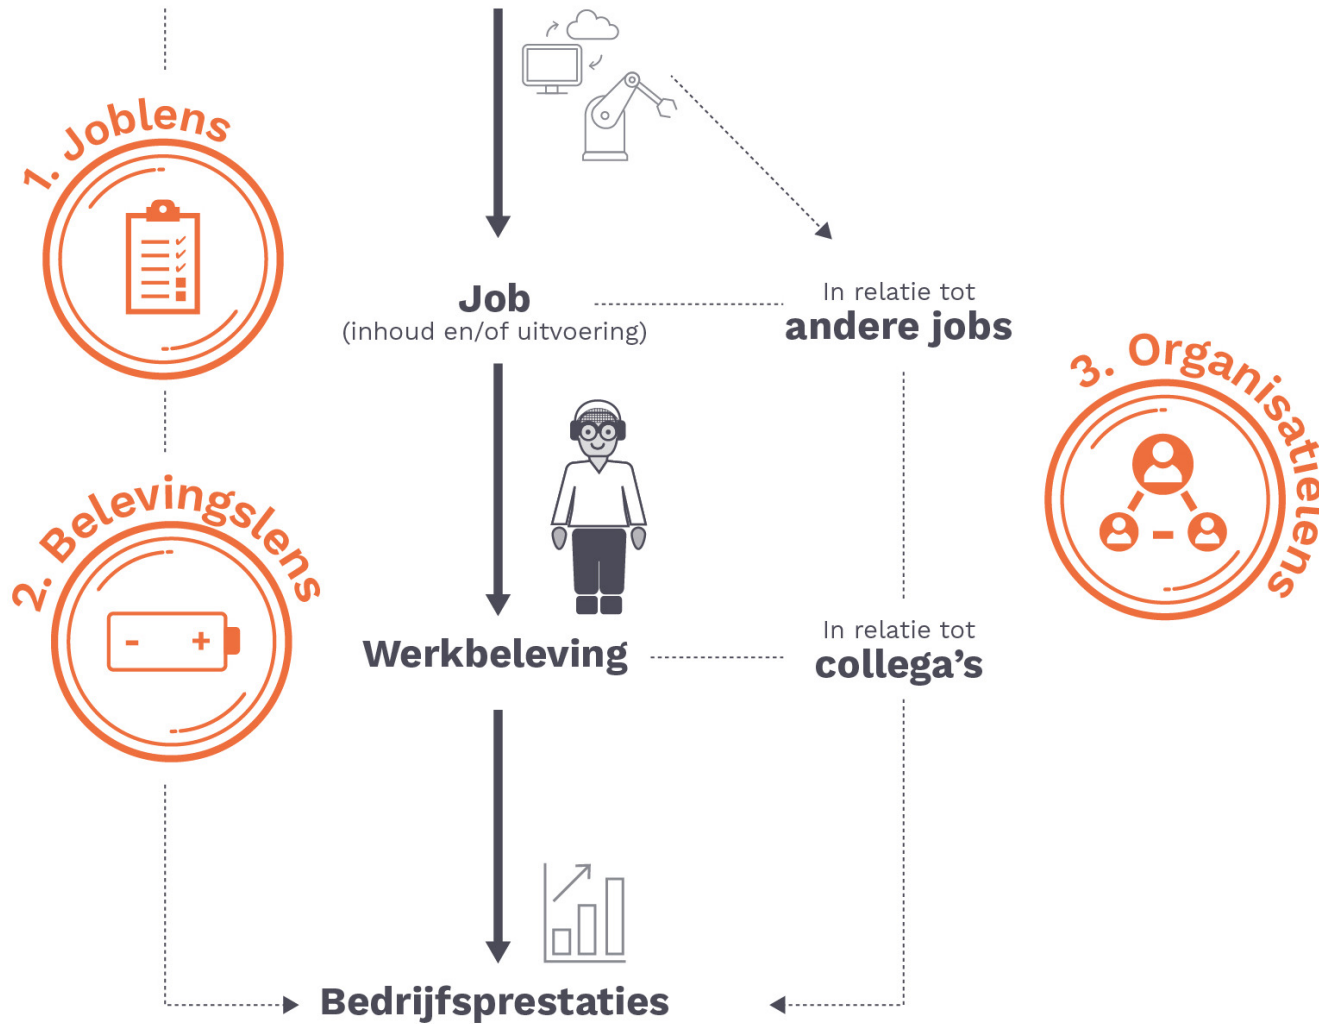 1. Joblens
Job
(inhoud en/of uitvoering)
In relatie tot
andere jobs
3. Organisatielens
2. Belevingslens
- +
Werkbeleving
In relatie tot
collega's
Bedrijfsprestaties